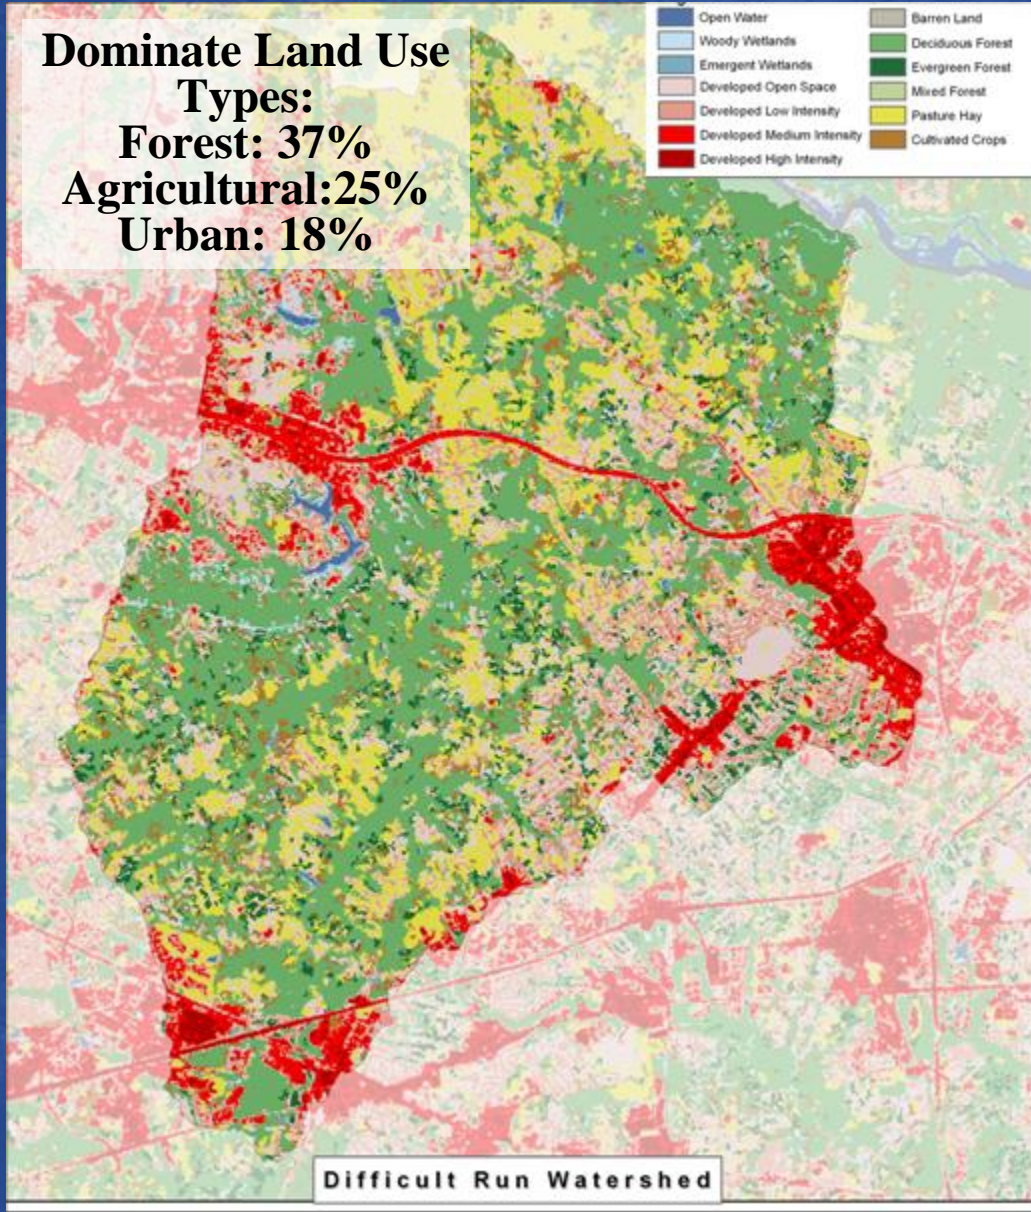 Dominate Land Use
Types:
Forest: 37%
Agricultural:25%
Urban: 18%
Open Water
Woody Wetlands
Emergent Wetlands
Developed Open Space
Developed Low Intensity
Developed Medium Intensity
Developed High Intensity
Barren Land
Deciduous Forest
Evergreen Forest
Mixed Forest
Pasture Hay
Cultivated Crops
Difficult Run Watershed